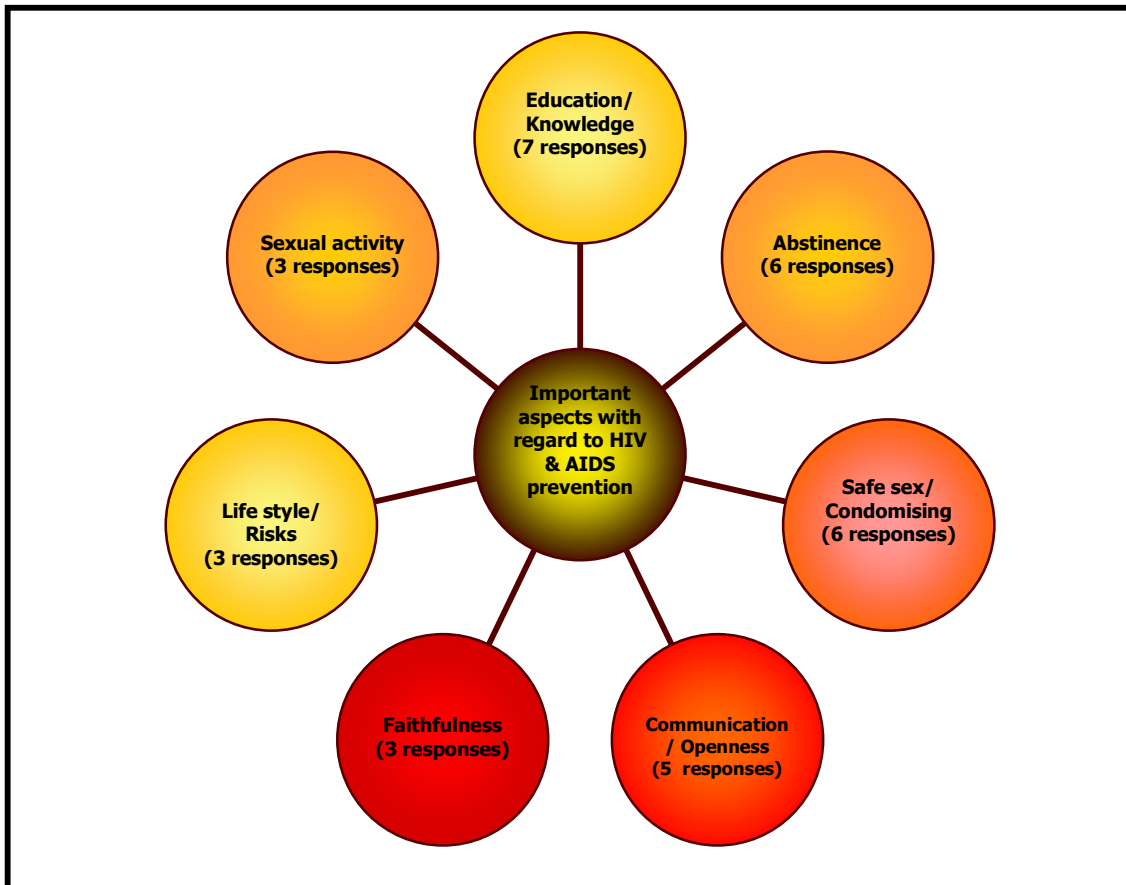 Education/
Knowledge
(7 responses)
Sexual activity
(3 responses)
Abstinence
(6 responses)
Important
aspects with
regard to HIV
& AIDS
prevention
Life style/
Risks
(3 responses)
Safe sex/
Condomising
(6 responses)
Faithfulness
(3 responses)
Communication
/ Openness
(5 responses)